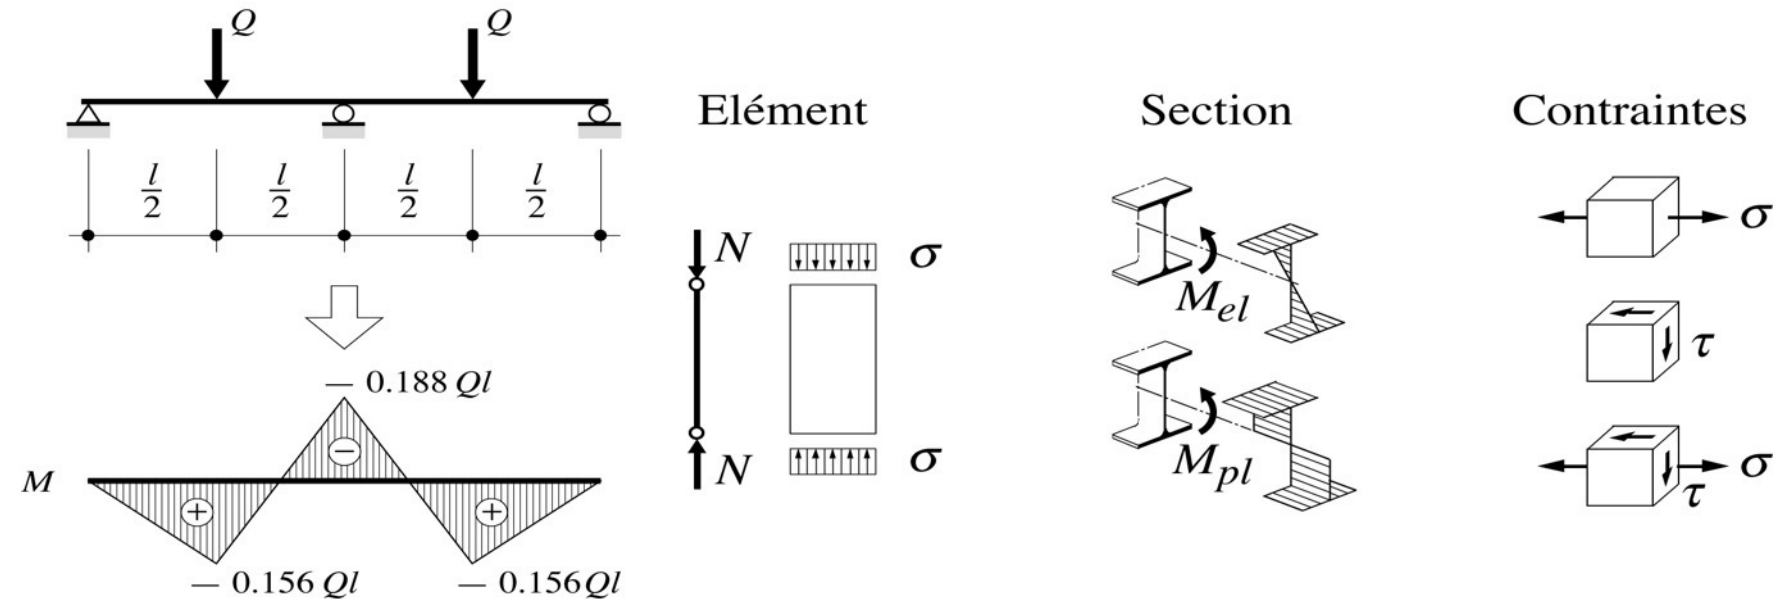 Q Q
l/2 l/2 l/2 l/2
— 0.188 Ql
M
−
+ +
— 0.156 Ql — 0.156 Ql
Elément
N σ
N σ
Section
M_el
M_pl
Contraintes
σ
τ
σ
τ